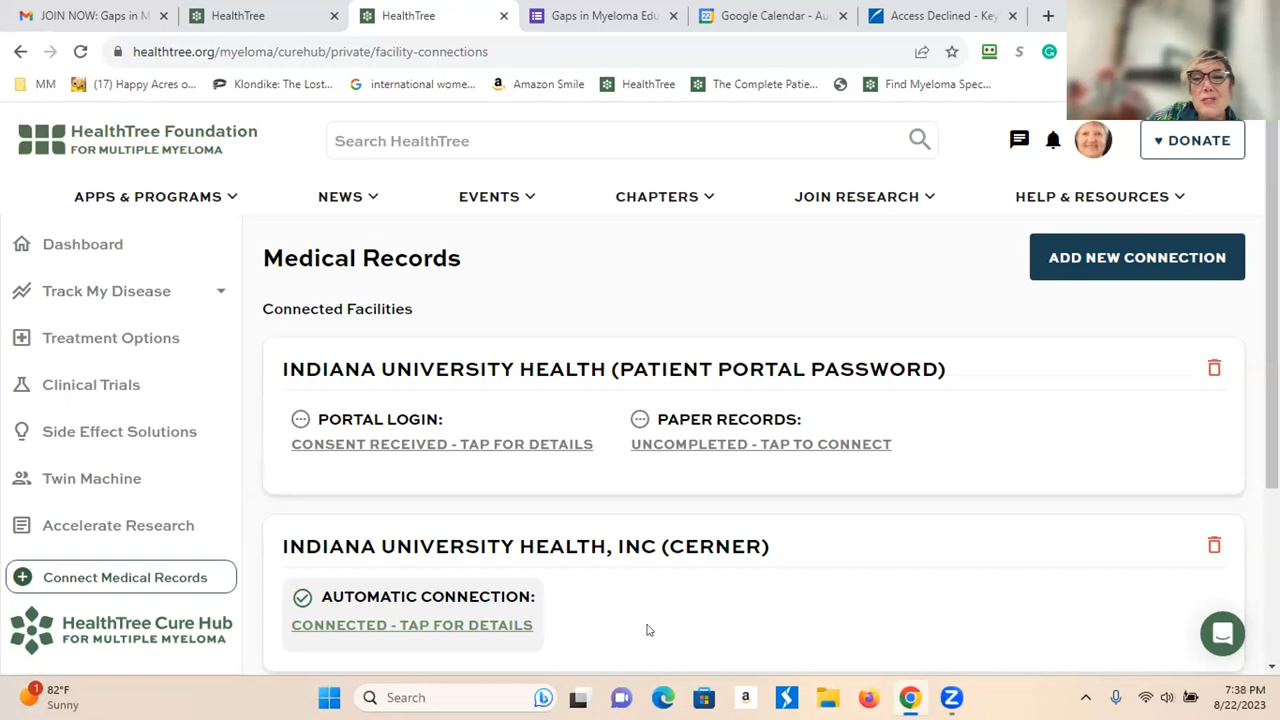 JOIN NOW: Gaps in M
HealthTree
HealthTree
Gaps in Myeloma Edu
Google Calendar - Au
Access Declined - Key
healthtree.org/myeloma/curehub/private/facility-connections
MM
(17) Happy Acres o...
Klondike: The Lost...
international wome...
Amazon Smile
HealthTree
The Complete Patie...
Find Myeloma Spec...
HealthTree Foundation
FOR MULTIPLE MYELOMA
Search HealthTree
DONATE
APPS & PROGRAMS
NEWS
EVENTS
CHAPTERS
JOIN RESEARCH
HELP & RESOURCES
Dashboard
Track My Disease
Treatment Options
Clinical Trials
Side Effect Solutions
Twin Machine
Accelerate Research
Connect Medical Records
HealthTree Cure Hub
FOR MULTIPLE MYELOMA
Medical Records
ADD NEW CONNECTION
Connected Facilities
INDIANA UNIVERSITY HEALTH (PATIENT PORTAL PASSWORD)
PORTAL LOGIN:
CONSENT RECEIVED - TAP FOR DETAILS
PAPER RECORDS:
UNCOMPLETED - TAP TO CONNECT
INDIANA UNIVERSITY HEALTH, INC (CERNER)
AUTOMATIC CONNECTION:
CONNECTED - TAP FOR DETAILS
1
82°F
Sunny
Search
7:38 PM
8/22/2023